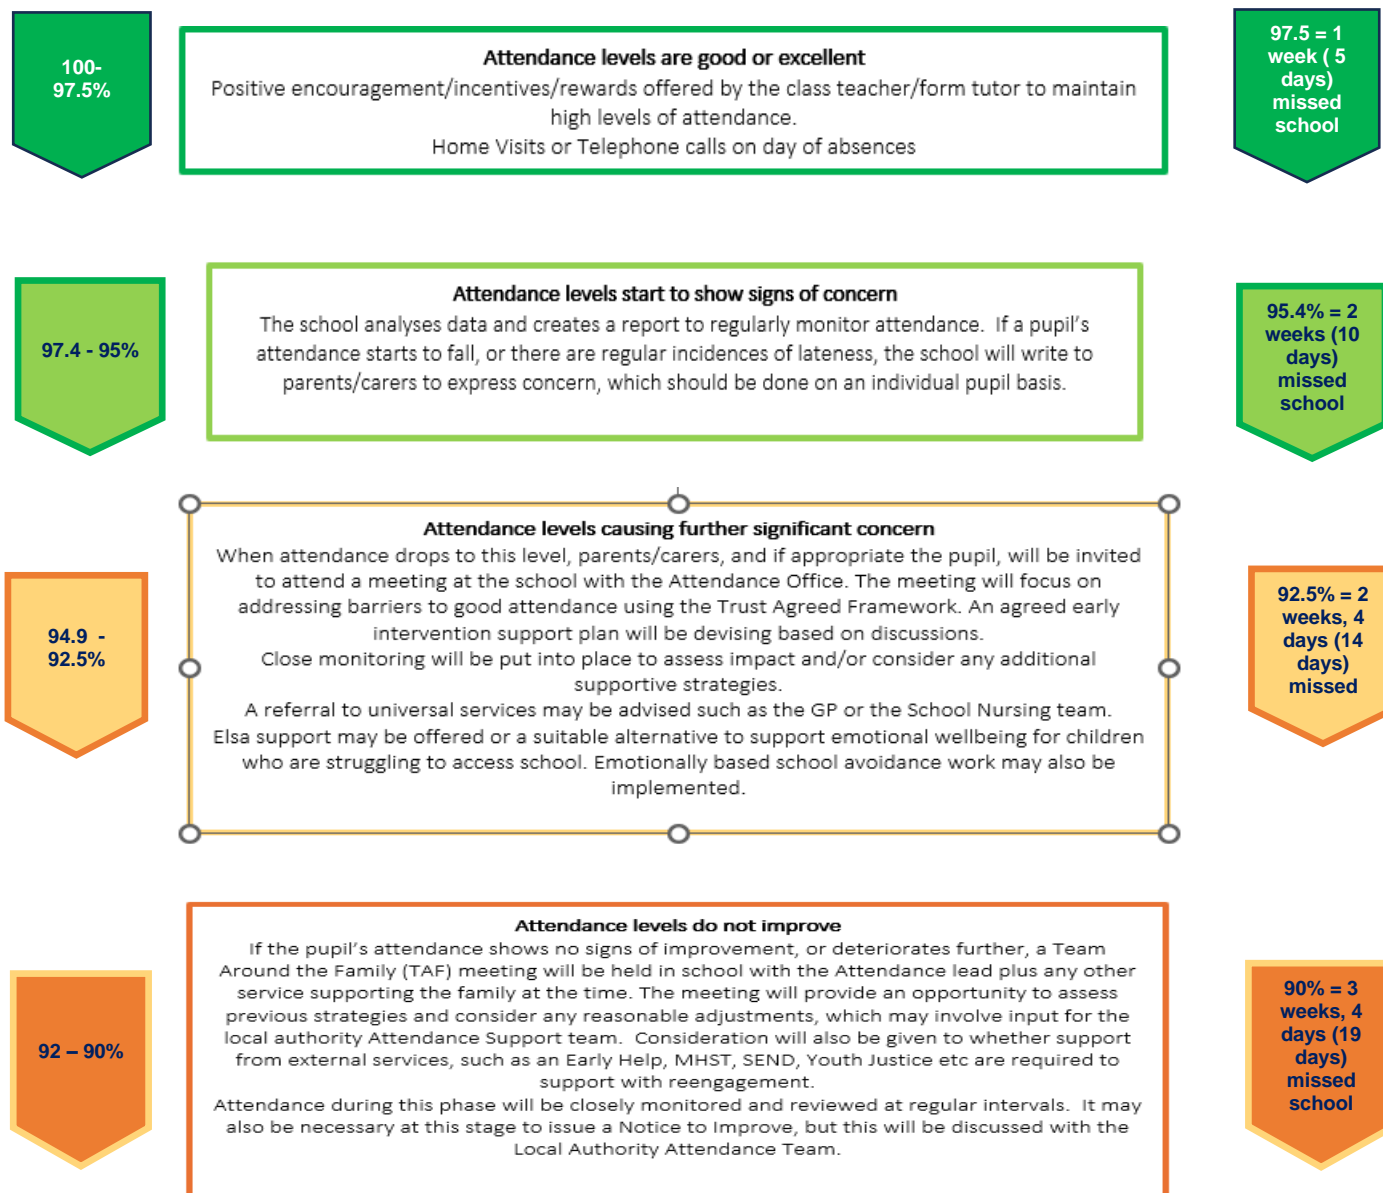 100-
97.5%
Attendance levels are good or excellent
Positive encouragement/incentives/rewards offered by the class teacher/form tutor to maintain
high levels of attendance.
Home Visits or Telephone calls on day of absences
97.5 = 1
week ( 5
days)
missed
school
97.4 - 95%
Attendance levels start to show signs of concern
The school analyses data and creates a report to regularly monitor attendance.  If a pupil's
attendance starts to fall, or there are regular incidences of lateness, the school will write to
parents/carers to express concern, which should be done on an individual pupil basis.
95.4% = 2
weeks (10
days)
missed
school
94.9  -
92.5%
Attendance levels causing further significant concern
When attendance drops to this level, parents/carers, and if appropriate the pupil, will be invited
to attend a meeting at the school with the Attendance Office. The meeting will focus on
addressing barriers to good attendance using the Trust Agreed Framework. An agreed early
intervention support plan will be devising based on discussions.
Close monitoring will be put into place to assess impact and/or consider any additional
supportive strategies.
A referral to universal services may be advised such as the GP or the School Nursing team.
Elsa support may be offered or a suitable alternative to support emotional wellbeing for children
who are struggling to access school. Emotionally based school avoidance work may also be
implemented.
92.5% = 2
weeks, 4
days (14
days)
missed
92 – 90%
Attendance levels do not improve
If the pupil's attendance shows no signs of improvement, or deteriorates further, a Team
Around the Family (TAF) meeting will be held in school with the Attendance lead plus any other
service supporting the family at the time. The meeting will provide an opportunity to assess
previous strategies and consider any reasonable adjustments, which may involve input for the
local authority Attendance Support team.  Consideration will also be given to whether support
from external services, such as an Early Help, MHST, SEND, Youth Justice etc are required to
support with reengagement.
Attendance during this phase will be closely monitored and reviewed at regular intervals.  It may
also be necessary at this stage to issue a Notice to Improve, but this will be discussed with the
Local Authority Attendance Team.
90% = 3
weeks, 4
days (19
days)
missed
school